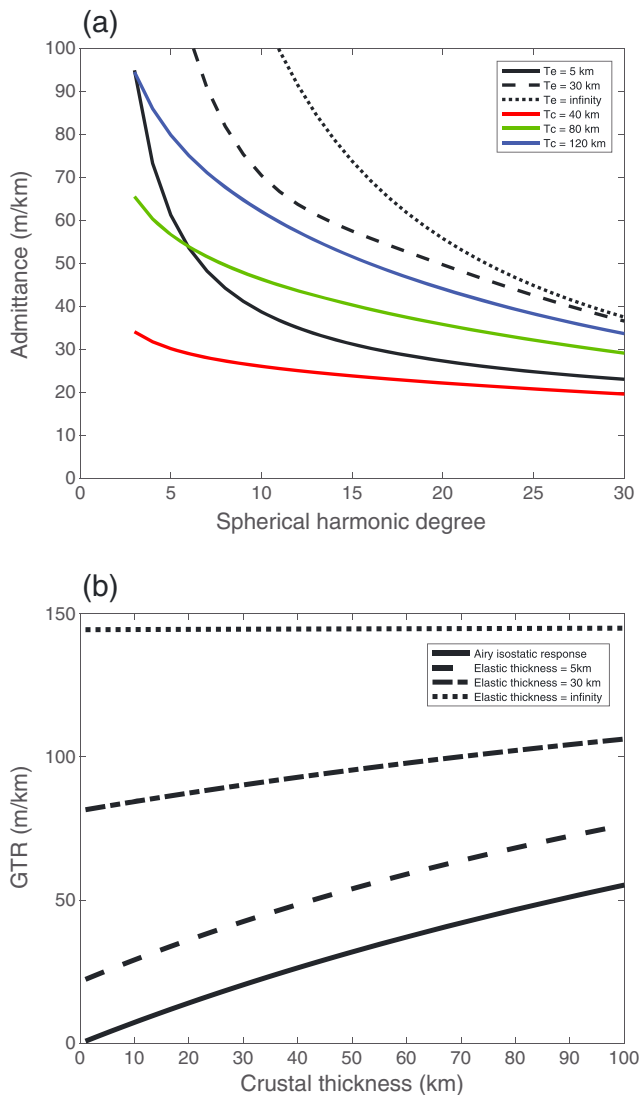 (a)
100
90
80
70
60
50
40
30
20
10
0
Admittance (m/km)
Te = 5 km
Te = 30 km
Te = infinity
Tc = 40 km
Tc = 80 km
Tc = 120 km
0 5 10 15 20 25 30
Spherical harmonic degree
(b)
150
100
50
0
GTR (m/km)
Airy isostatic response
Elastic thickness = 5km
Elastic thickness = 30 km
Elastic thickness = infinity
0 10 20 30 40 50 60 70 80 90 100
Crustal thickness (km)